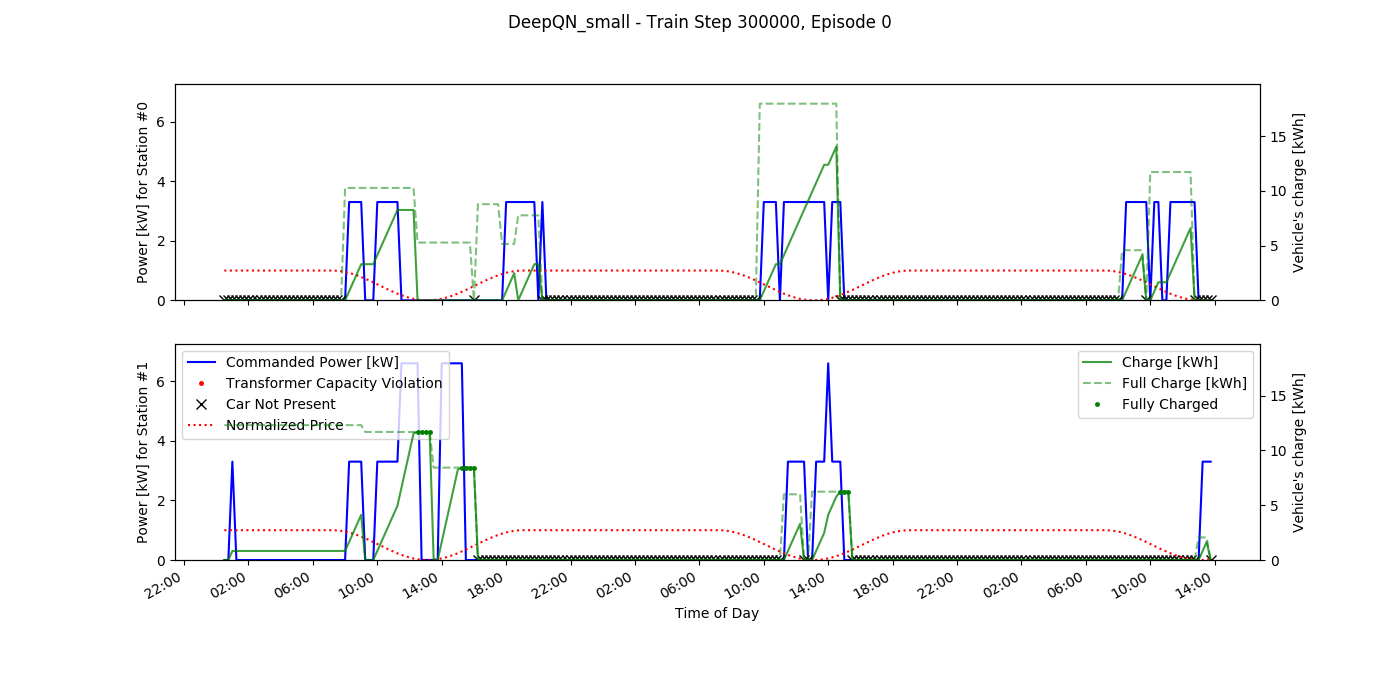 DeepQN_small - Train Step 300000, Episode 0
Power [kW] for Station #0
0
2
4
6
0
5
10
15
Vehicle's charge [kWh]
Power [kW] for Station #1
0
2
4
6
Commanded Power [kW]
Transformer Capacity Violation
Car Not Present
Normalized Price
Charge [kWh]
Full Charge [kWh]
Fully Charged
0
5
10
15
Vehicle's charge [kWh]
22:00 02:00 06:00 10:00 14:00 18:00 22:00 02:00 06:00 10:00 14:00 18:00 22:00 02:00 06:00 10:00 14:00
Time of Day